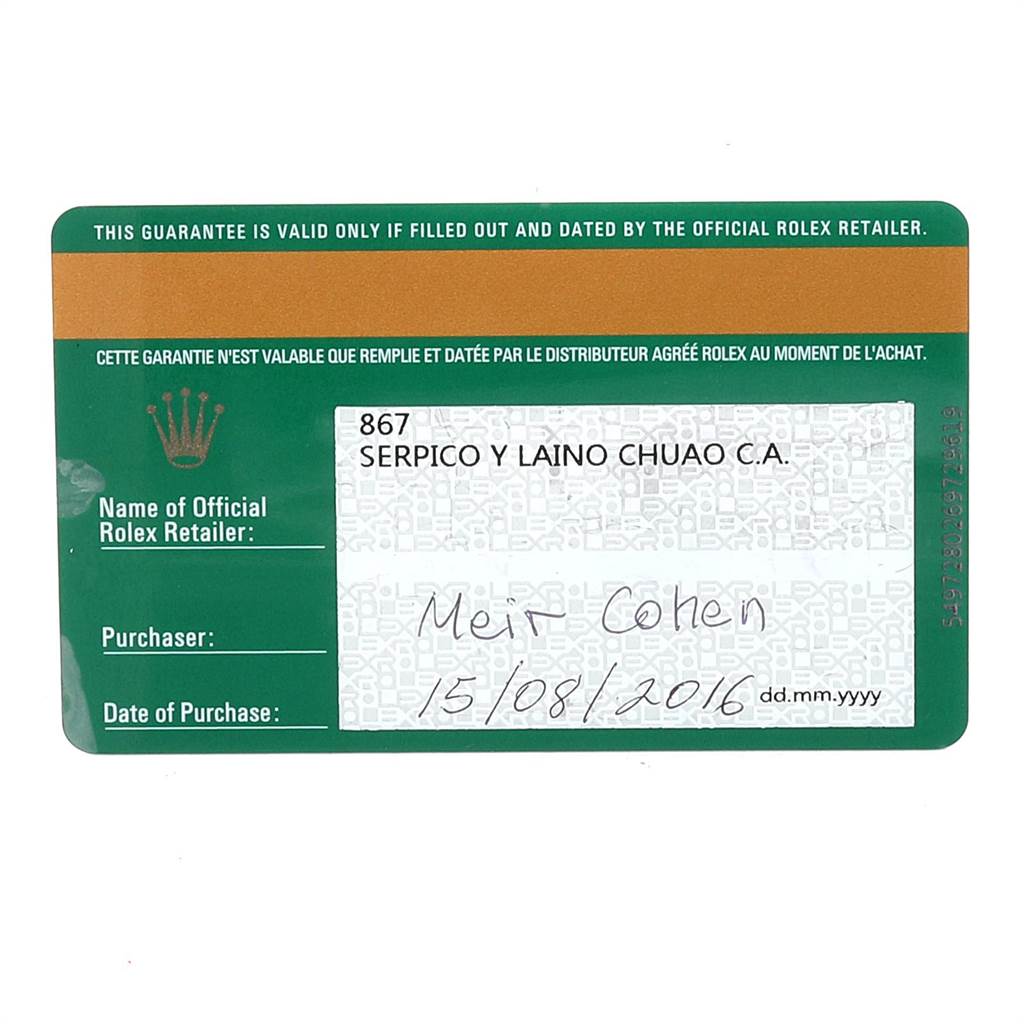 THIS GUARANTEE IS VALID ONLY IF FILLED OUT AND DATED BY THE OFFICIAL ROLEX RETAILER.
CETTE GARANTIE N'EST VALABLE QUE REMPLIE ET DATÉE PAR LE DISTRIBUTEUR AGRÉÉ ROLEX AU MOMENT DE L'ACHAT.
867
SERPICO Y LAINO CHUAO C.A.
Name of Official
Rolex Retailer:
Purchaser: Meir Cohen
Date of Purchase: 15/08/2016 dd.mm.yyyy
5497280269729619